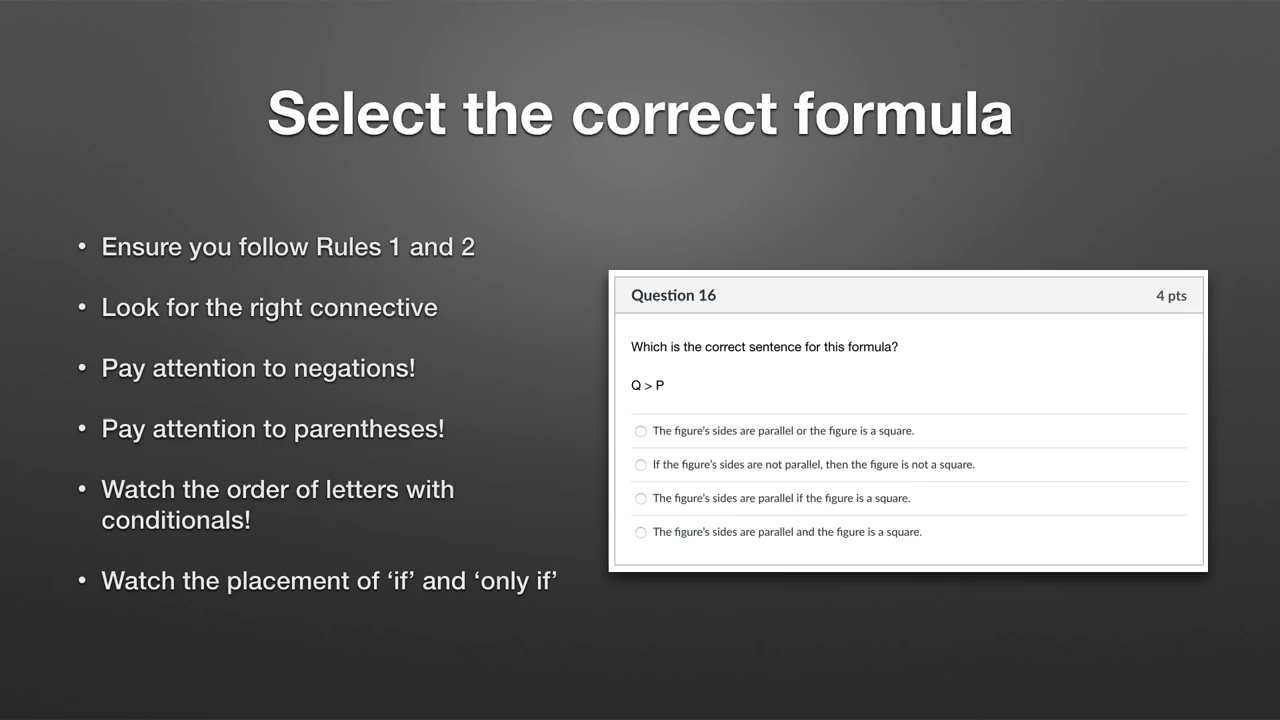 Select the correct formula
• Ensure you follow Rules 1 and 2
• Look for the right connective
• Pay attention to negations!
• Pay attention to parentheses!
• Watch the order of letters with
conditionals!
• Watch the placement of ‘if’ and ‘only if’
Question 16 4 pts
Which is the correct sentence for this formula?
Q > P
The figure’s sides are parallel or the figure is a square.
If the figure’s sides are not parallel, then the figure is not a square.
The figure’s sides are parallel if the figure is a square.
The figure’s sides are parallel and the figure is a square.